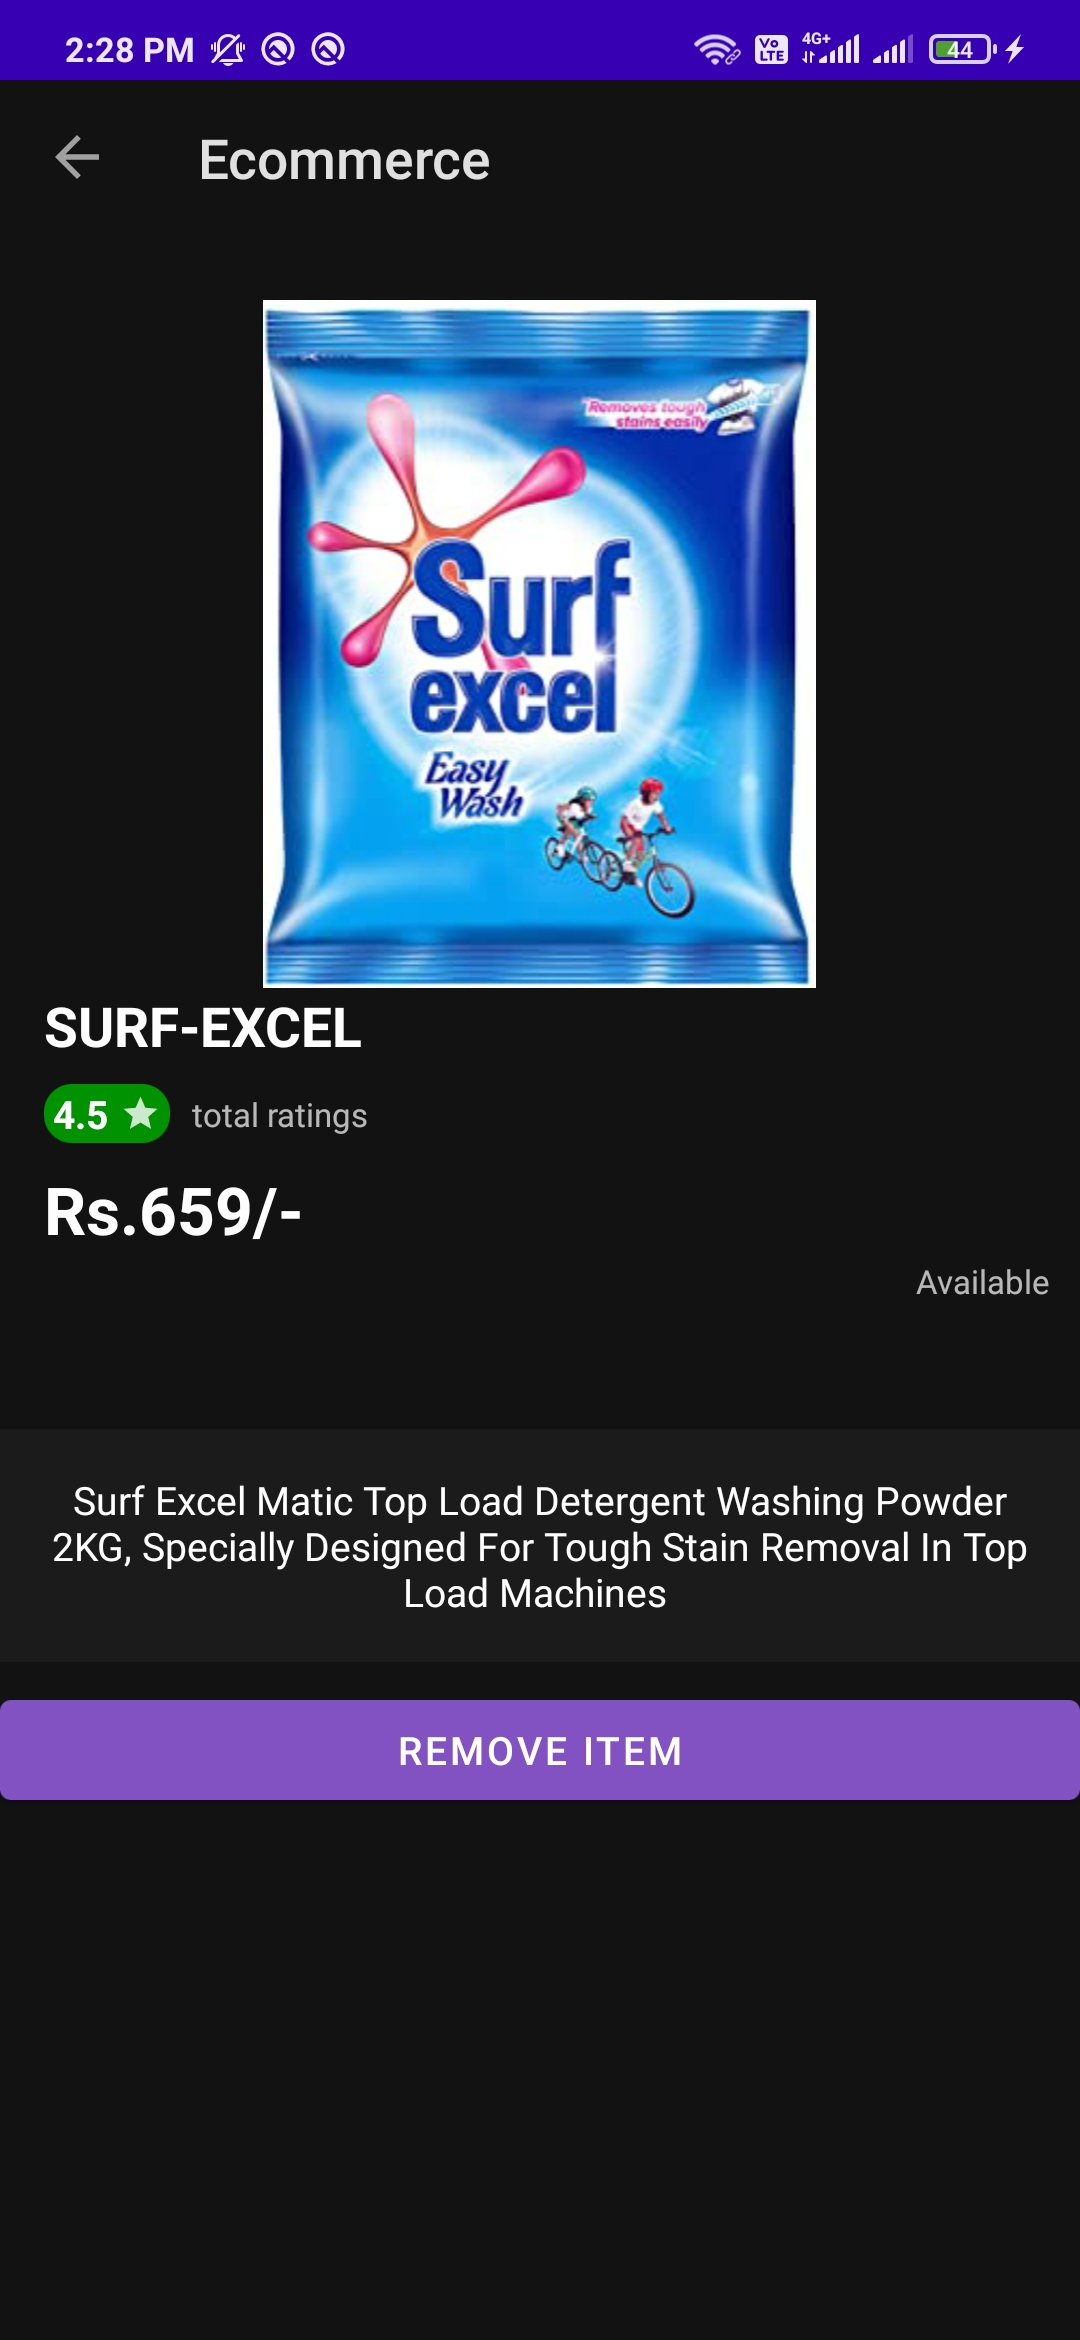 2:28 PM
Vo
LTE
4G+
44
Ecommerce
"Removes tough
stains easily
Surf
excel
Easy
Wash
SURF-EXCEL
4.5 total ratings
Rs.659/-
Available
Surf Excel Matic Top Load Detergent Washing Powder
2KG, Specially Designed For Tough Stain Removal In Top
Load Machines
REMOVE ITEM